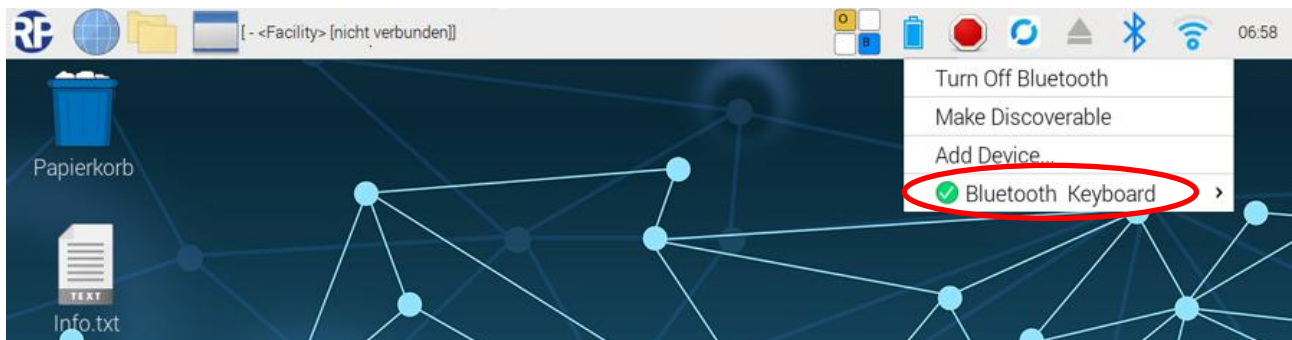 RP
[ - <Facility> [nicht verbunden]]
O
B
06:58
Turn Off Bluetooth
Make Discoverable
Add Device...
Bluetooth Keyboard
Papierkorb
TEXT
Info.txt